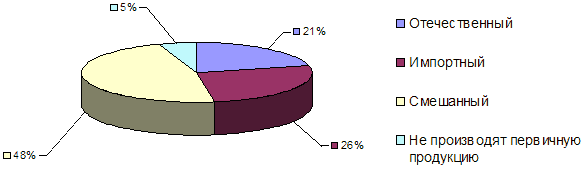 5%
21%
Отечественный
Импортный
Смешанный
Не производят первичную
продукцию
48%
26%